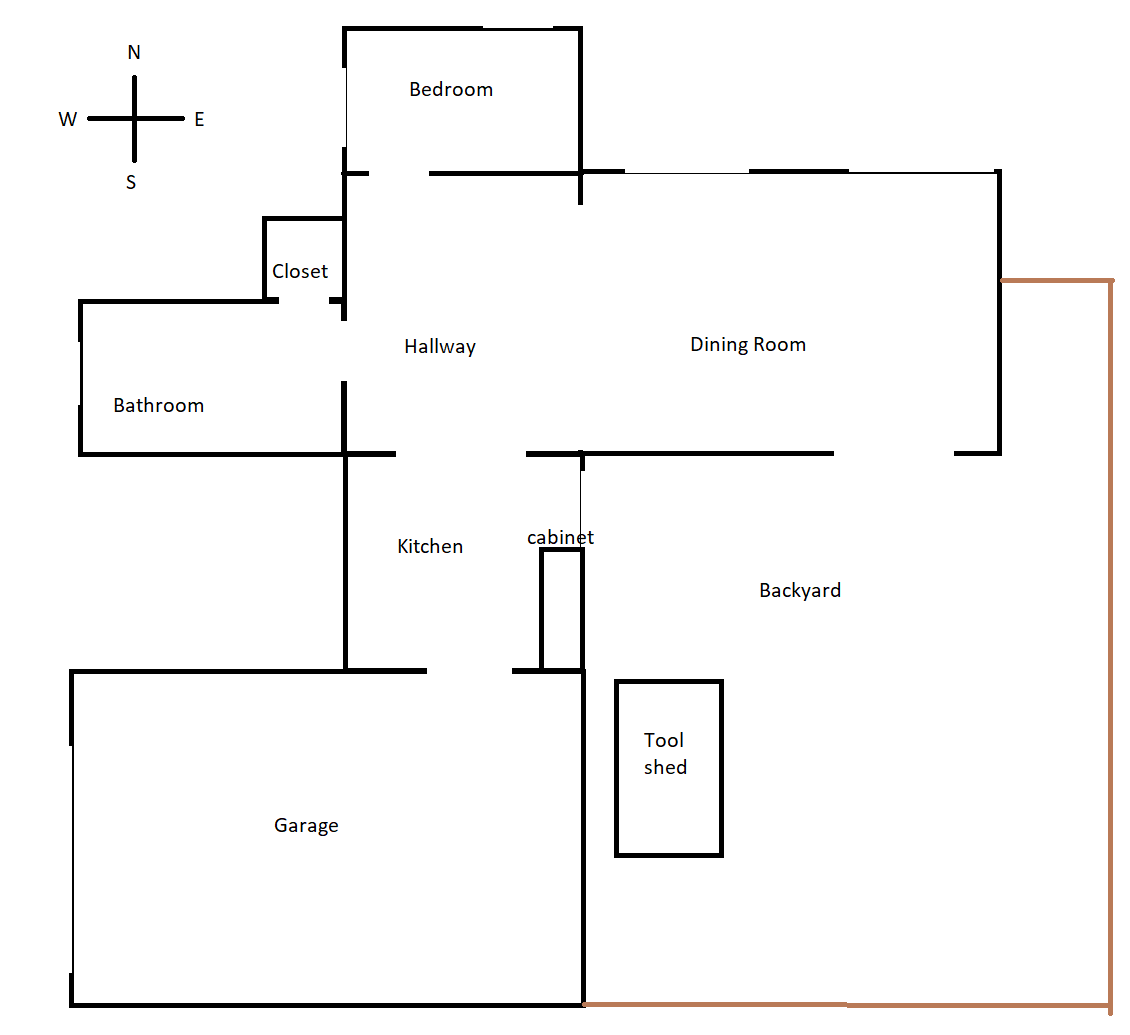 N
W
E
S
Bedroom
Closet
Hallway
Dining Room
Bathroom
cabinet
Kitchen
Backyard
Tool
shed
Garage